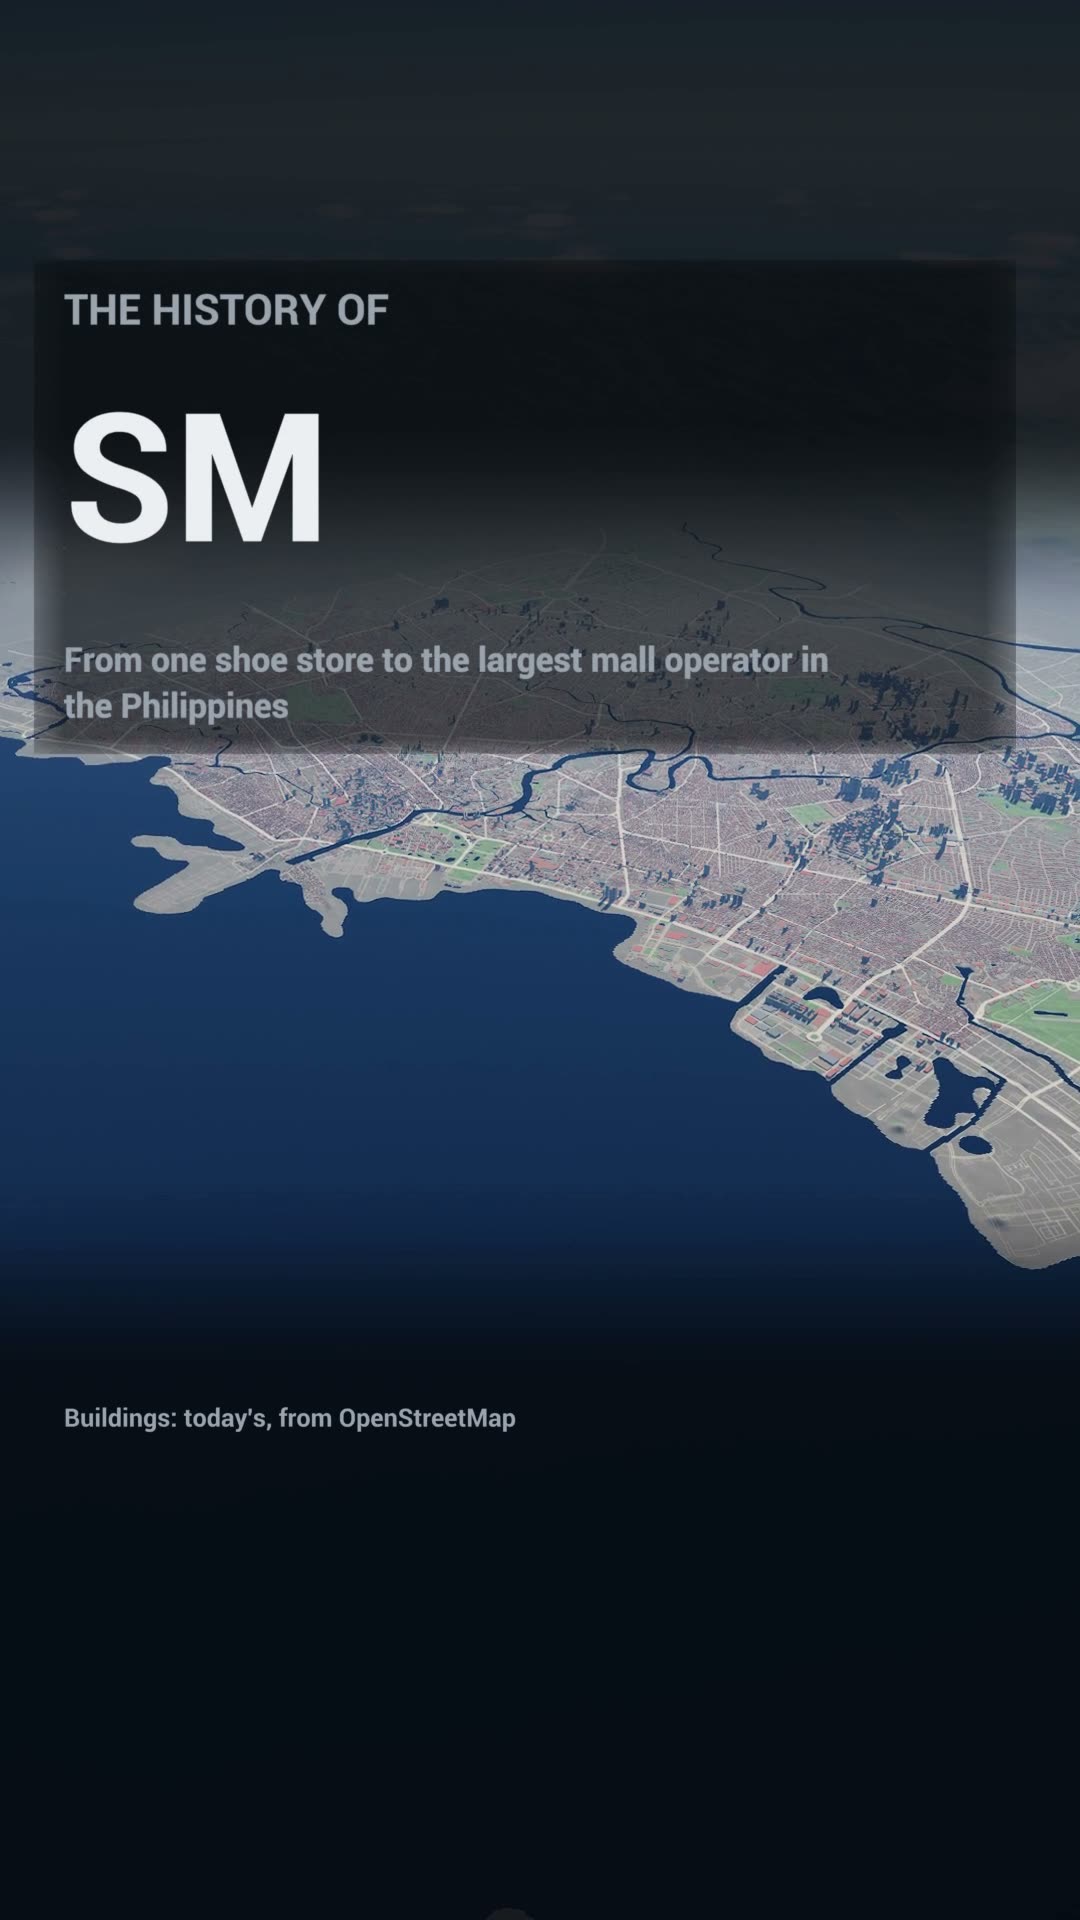 THE HISTORY OF
SM
From one shoe store to the largest mall operator in
the Philippines
Buildings: today's, from OpenStreetMap